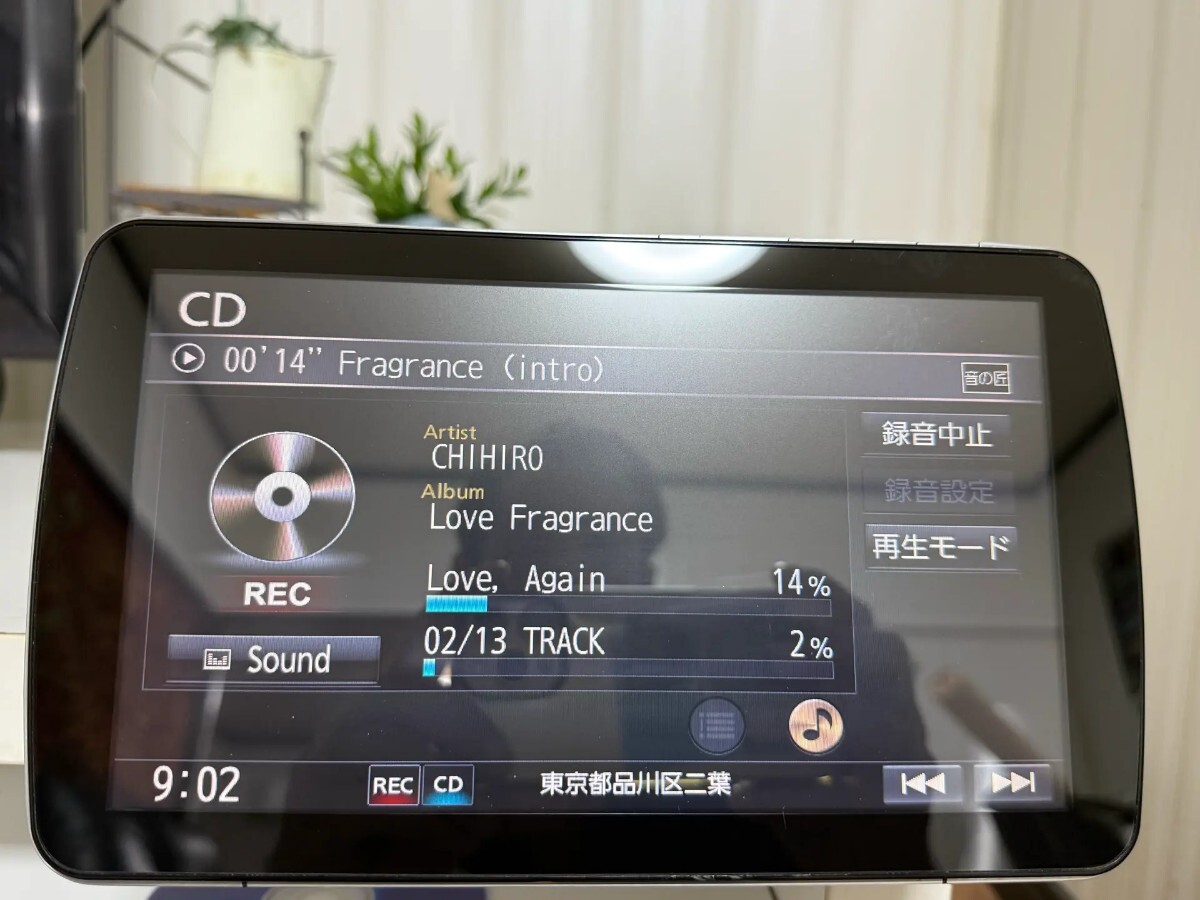 CD
00'14'' Fragrance (intro)
音の匠
Artist
CHIHIRO
Album
Love Fragrance
Love, Again 14%
02/13 TRACK 2%
REC
Sound
録音中止
録音設定
再生モード
9:02 REC CD 東京都品川区二葉